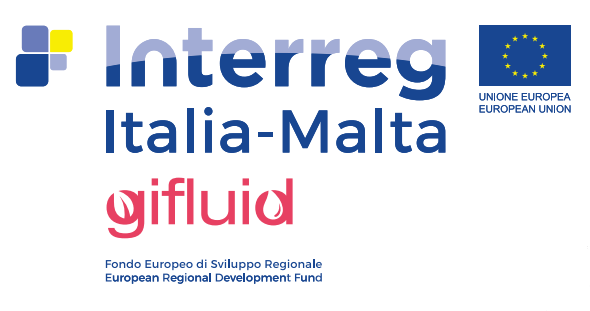 Interreg
UNIONE EUROPEA
EUROPEAN UNION
Italia-Malta
gifluid
Fondo Europeo di Sviluppo Regionale
European Regional Development Fund